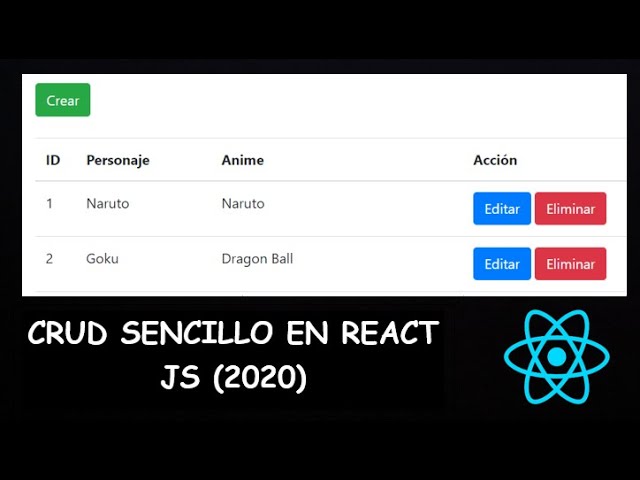 Crear
ID Personaje Anime Acción
1 Naruto Naruto Editar Eliminar
2 Goku Dragon Ball Editar Eliminar
CRUD SENCILLO EN REACT
JS (2020)